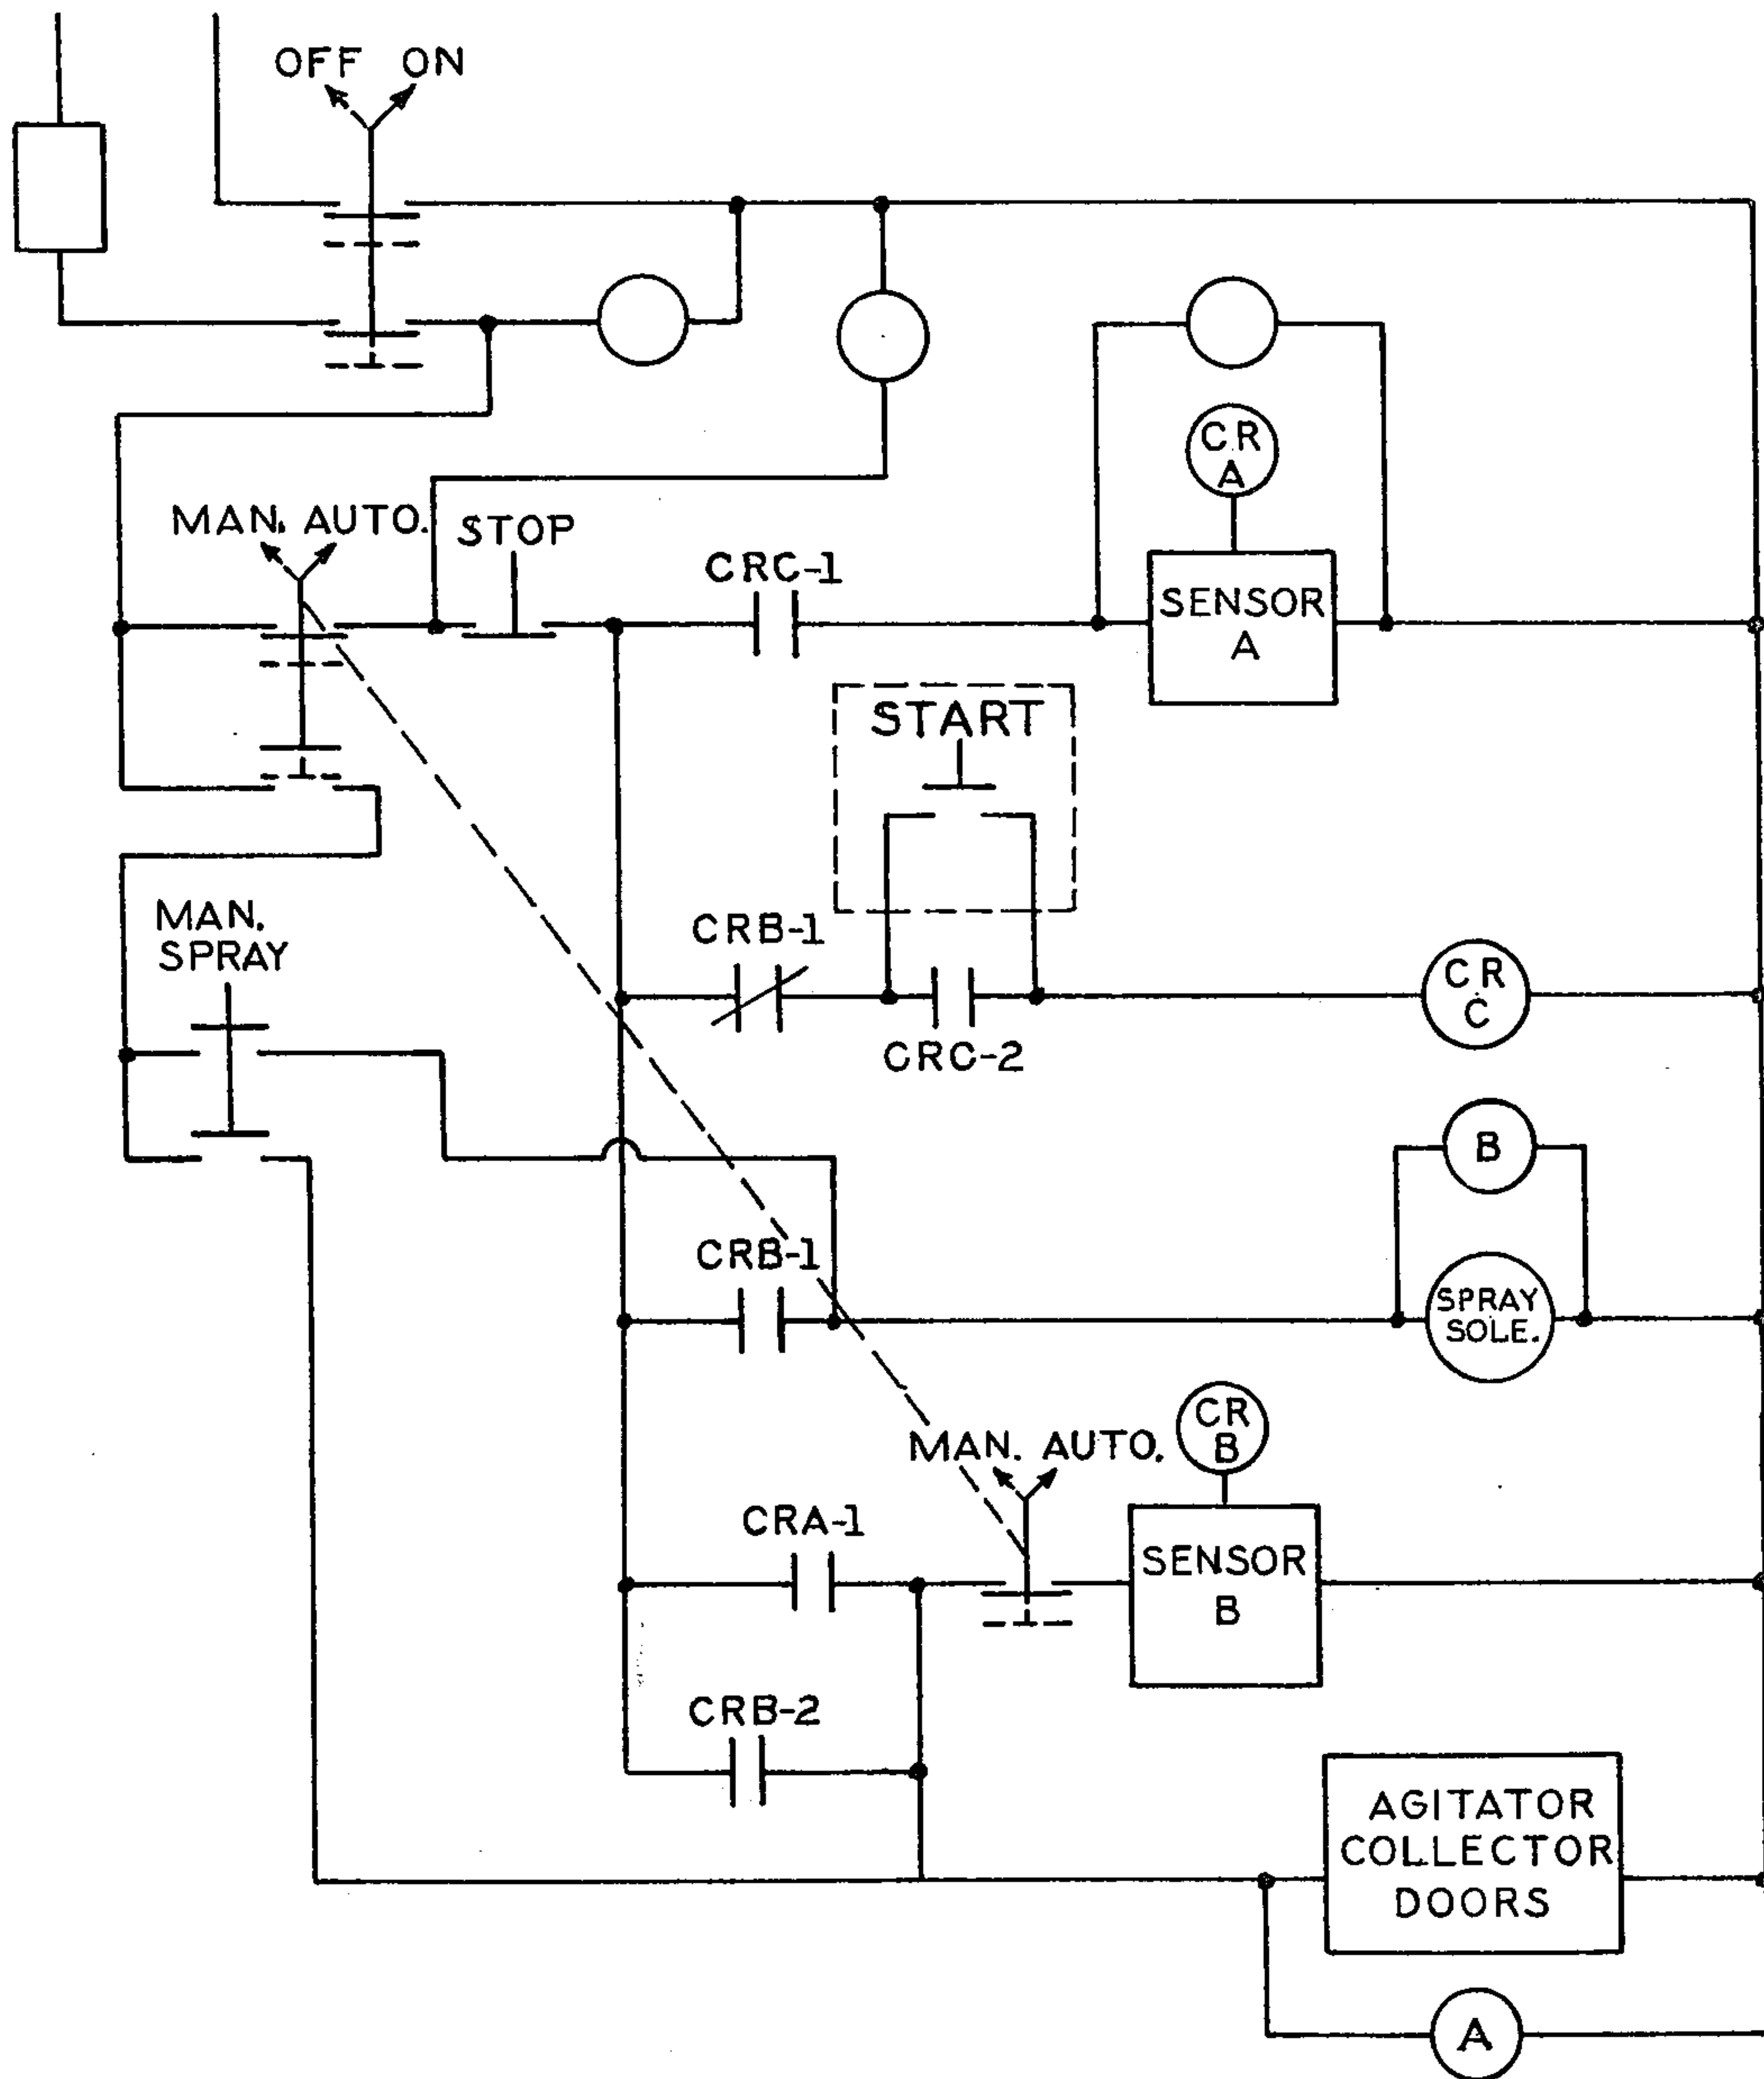 OFF ON
CR
A
MAN. AUTO.
STOP
CRC-1
SENSOR
A
START
MAN.
SPRAY
CRB-1
CR
C
CRC-2
B
CRB-1
SPRAY
SOLE.
CR
B
MAN. AUTO.
CRA-1
SENSOR
B
CRB-2
AGITATOR
COLLECTOR
DOORS
A